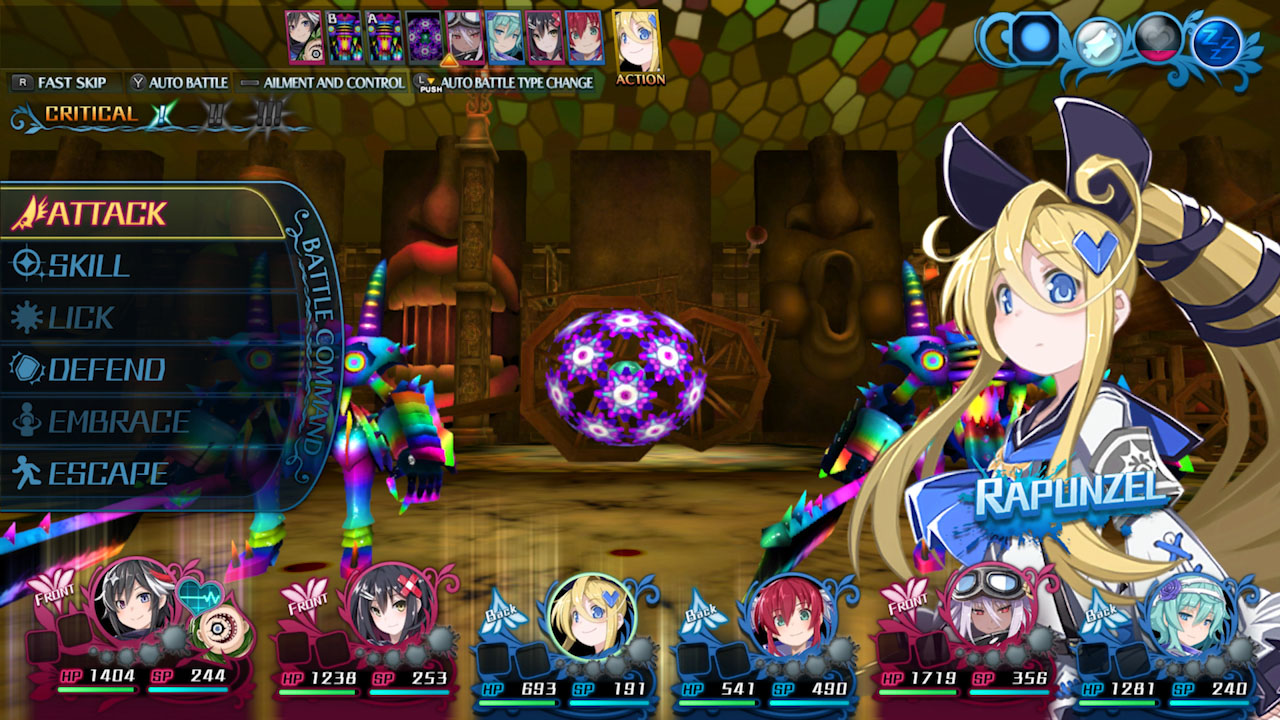 B
A
ACTION
R FAST SKIP
Y AUTO BATTLE
AILMENT AND CONTROL
L PUSH AUTO BATTLE TYPE CHANGE
CRITICAL ! !! !!!
ZZZ
ATTACK
SKILL
LICK
DEFEND
EMBRACE
ESCAPE
BATTLE COMMAND
RAPUNZEL
FRONT
HP 1404 SP 244
FRONT
HP 1238 SP 253
Back
HP 693 SP 191
Back
HP 541 SP 490
FRONT
HP 1719 SP 356
Back
HP 1281 SP 240